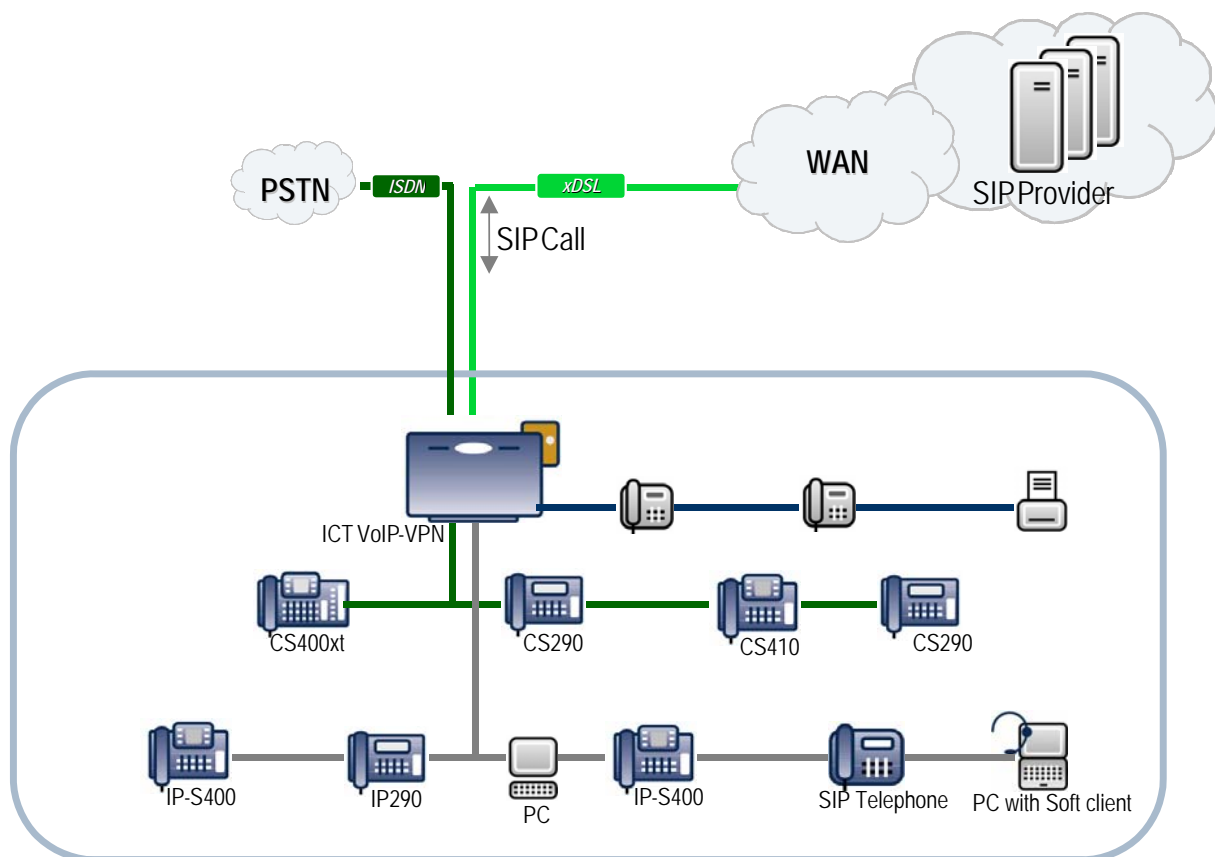 WAN
SIP Provider
PSTN
ISDN
xDSL
SIP Call
ICT VoIP-VPN
CS400xt
CS290
CS410
CS290
IP-S400
IP290
PC
IP-S400
SIP Telephone
PC with Soft client